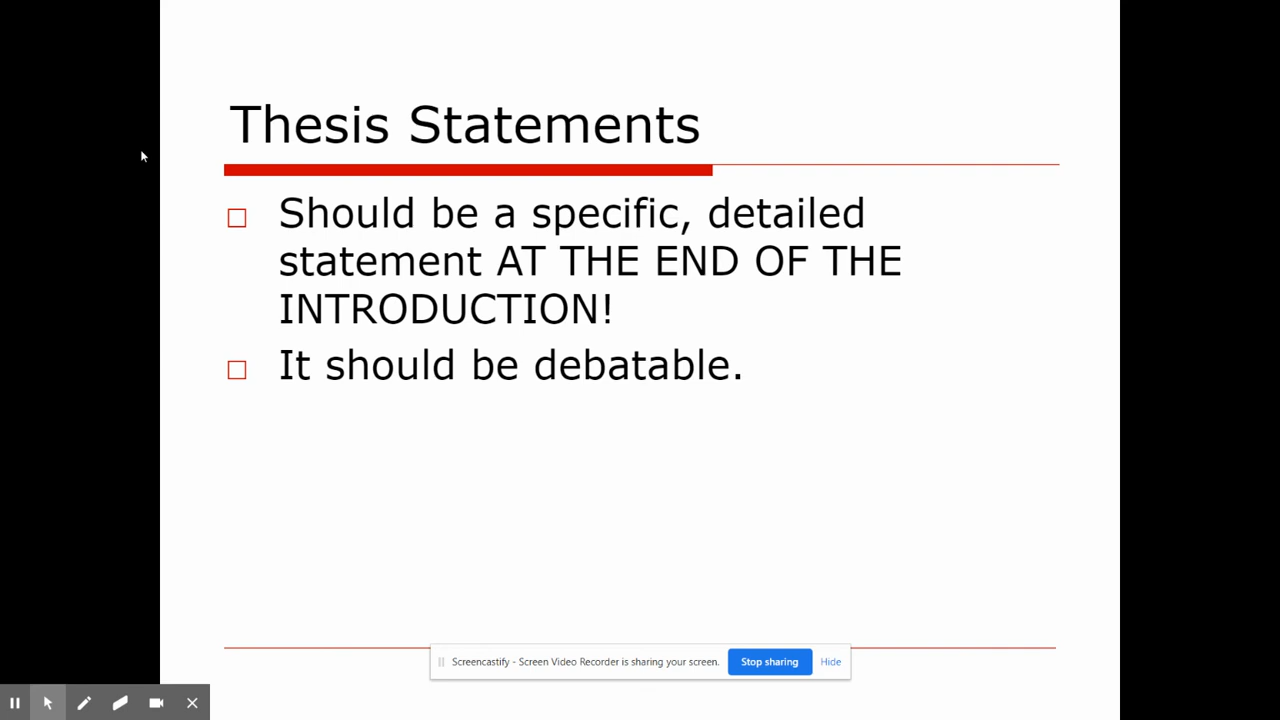 Thesis Statements
Should be a specific, detailed
statement AT THE END OF THE
INTRODUCTION!
It should be debatable.
Screencastify - Screen Video Recorder is sharing your screen. Stop sharing Hide